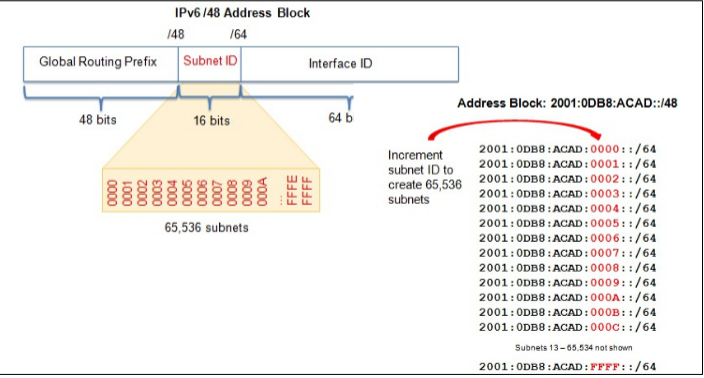 IPv6 /48 Address Block
/48
/64
Global Routing Prefix
Subnet ID
Interface ID
48 bits
16 bits
64 b
0000
0001
0002
0003
0004
0005
0006
0007
0008
0009
000A
...
FFFE
FFFF
65,536 subnets
Address Block: 2001:0DB8:ACAD::/48
Increment
subnet ID to
create 65,536
subnets
2001:0DB8:ACAD:0000::/64
2001:0DB8:ACAD:0001::/64
2001:0DB8:ACAD:0002::/64
2001:0DB8:ACAD:0003::/64
2001:0DB8:ACAD:0004::/64
2001:0DB8:ACAD:0005::/64
2001:0DB8:ACAD:0006::/64
2001:0DB8:ACAD:0007::/64
2001:0DB8:ACAD:0008::/64
2001:0DB8:ACAD:0009::/64
2001:0DB8:ACAD:000A::/64
2001:0DB8:ACAD:000B::/64
2001:0DB8:ACAD:000C::/64
Subnets 13 – 65,534 not shown
2001:0DB8:ACAD:FFFF::/64